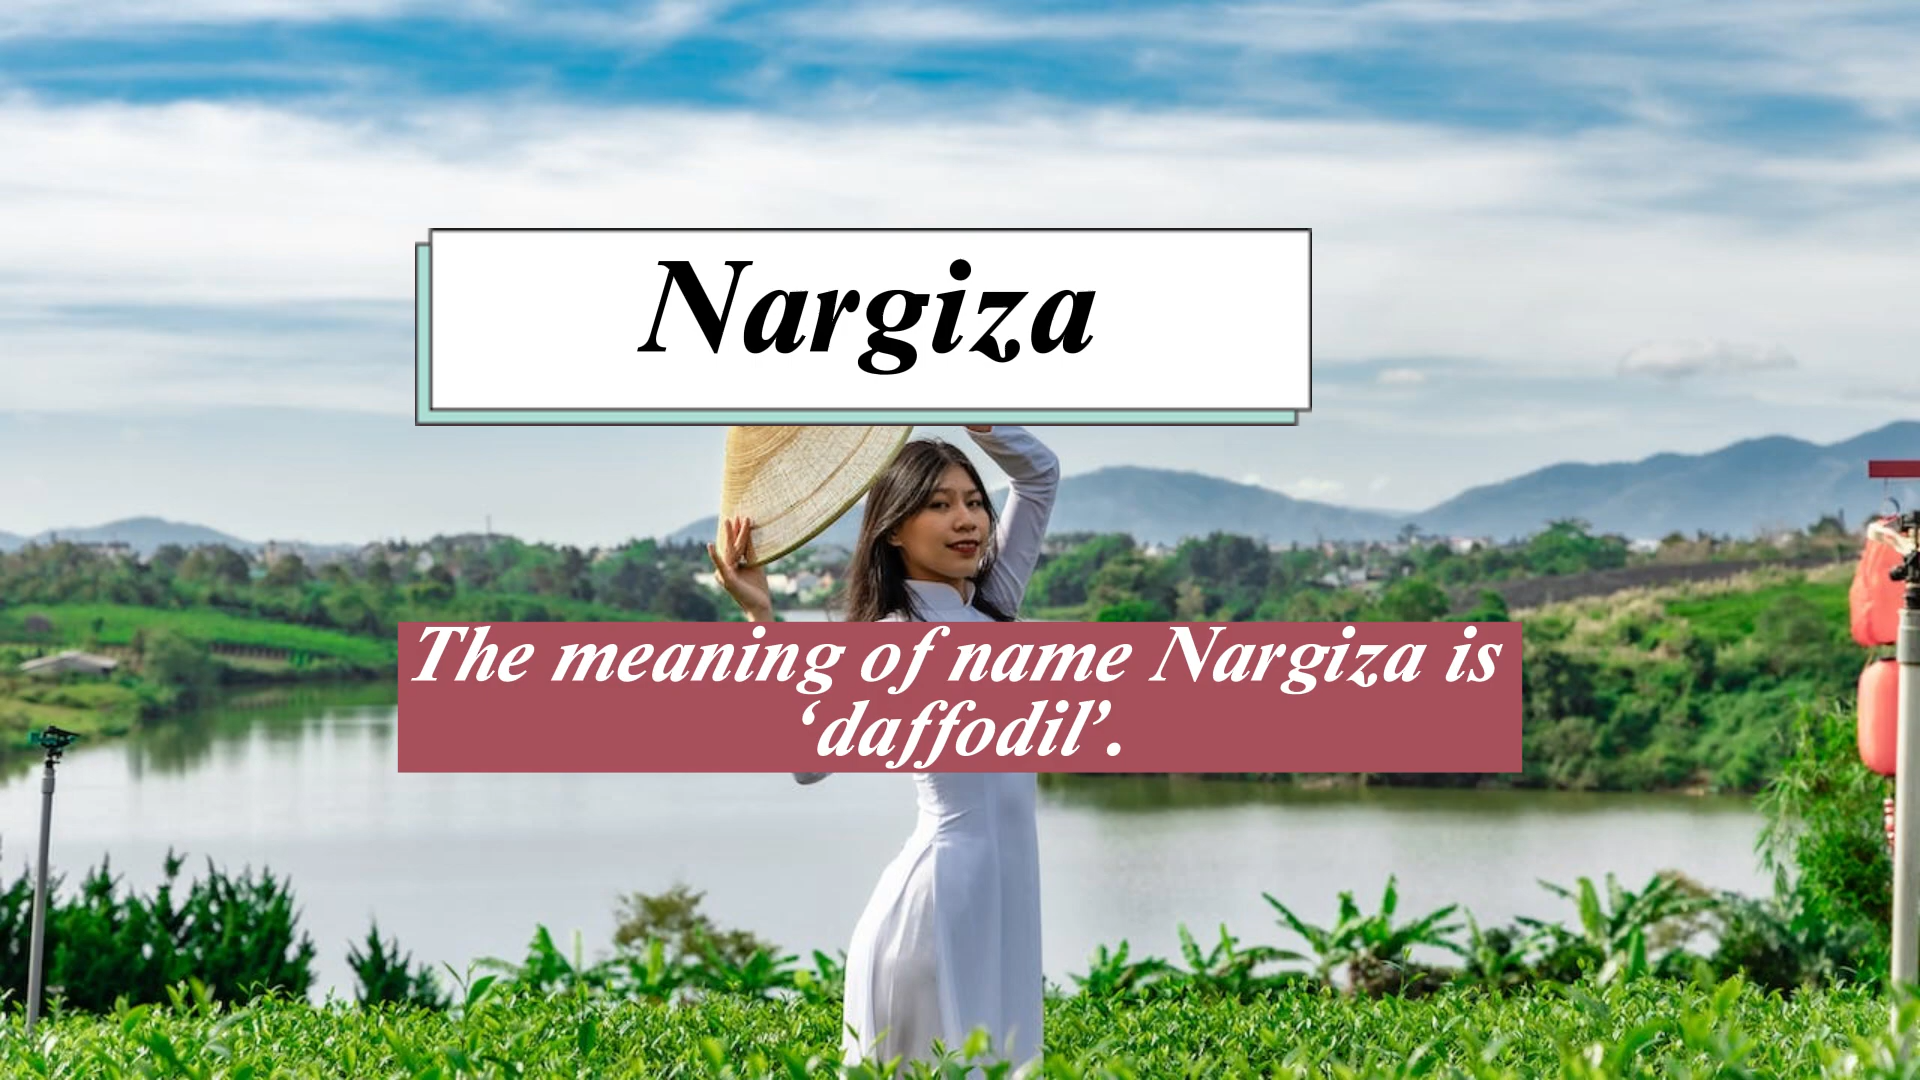 Nargiza
The meaning of name Nargiza is
‘daffodil’.